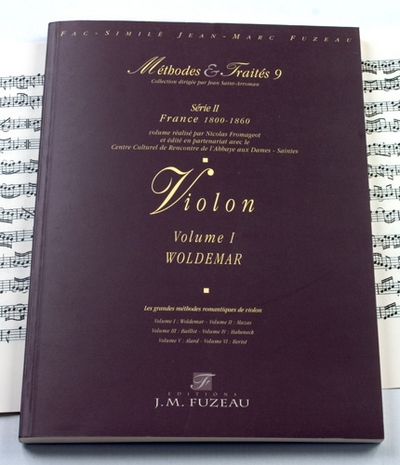 Fac-Similé Jean-Marc Fuzeau
Méthodes & Traités 9
Collection dirigée par Jean Saint-Arroman
Série II
France 1800-1860
volume réalisé par Nicolas Fromageot
et édité en partenariat avec le
Centre Culturel de Rencontre de l'Abbaye aux Dames - Saintes
Violon
Volume I
WOLDEMAR
Les grandes méthodes romantiques de violon
Volume I : Woldemar - Volume II : Mazas
Volume III : Baillot - Volume IV : Habeneck
Volume V : Alard - Volume VI : Beriot
F
EDITIONS
J.M. FUZEAU